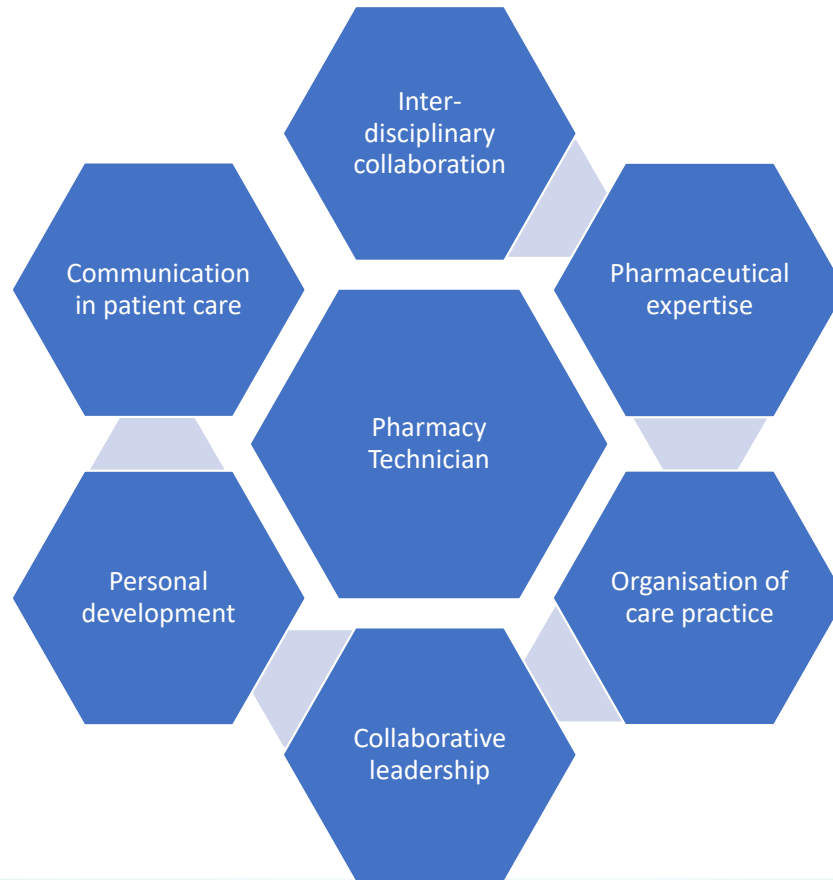 Inter-
disciplinary
collaboration
Pharmaceutical
expertise
Organisation of
care practice
Collaborative
leadership
Personal
development
Communication
in patient care
Pharmacy
Technician